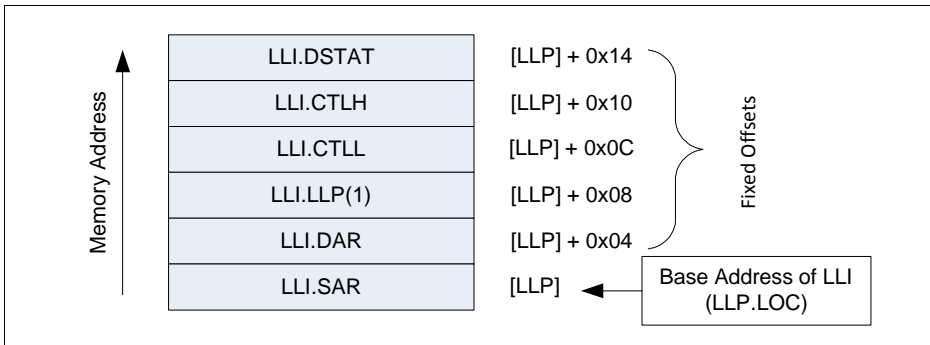 Memory Address
LLI.DSTAT [LLP] + 0x14
LLI.CTLH [LLP] + 0x10
LLI.CTLL [LLP] + 0x0C
LLI.LLP(1) [LLP] + 0x08
LLI.DAR [LLP] + 0x04
LLI.SAR [LLP]
Fixed Offsets
Base Address of LLI
(LLP.LOC)